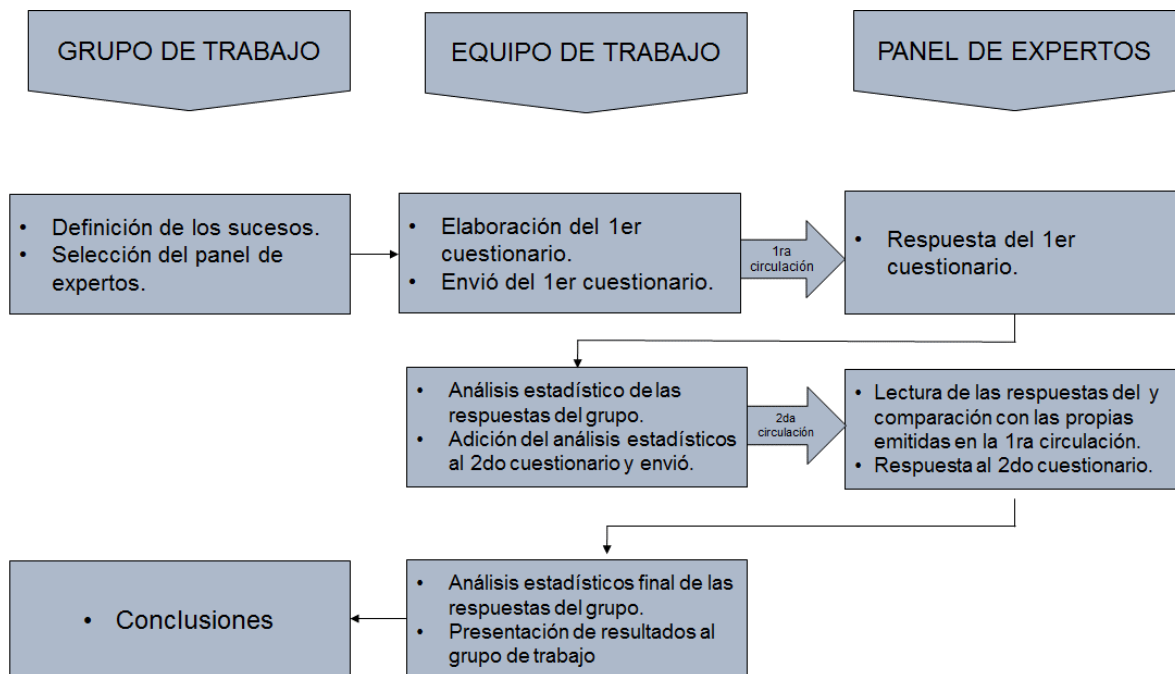 GRUPO DE TRABAJO
EQUIPO DE TRABAJO
PANEL DE EXPERTOS
• Definición de los sucesos.
• Selección del panel de
expertos.
• Elaboración del 1er
cuestionario.
• Envió del 1er cuestionario.
1ra
circulación
• Respuesta del 1er
cuestionario.
• Análisis estadístico de las
respuestas del grupo.
• Adición del análisis estadísticos
al 2do cuestionario y envió.
2da
circulación
• Lectura de las respuestas del y
comparación con las propias
emitidas en la 1ra circulación.
• Respuesta al 2do cuestionario.
• Conclusiones
• Análisis estadísticos final de las
respuestas del grupo.
• Presentación de resultados al
grupo de trabajo